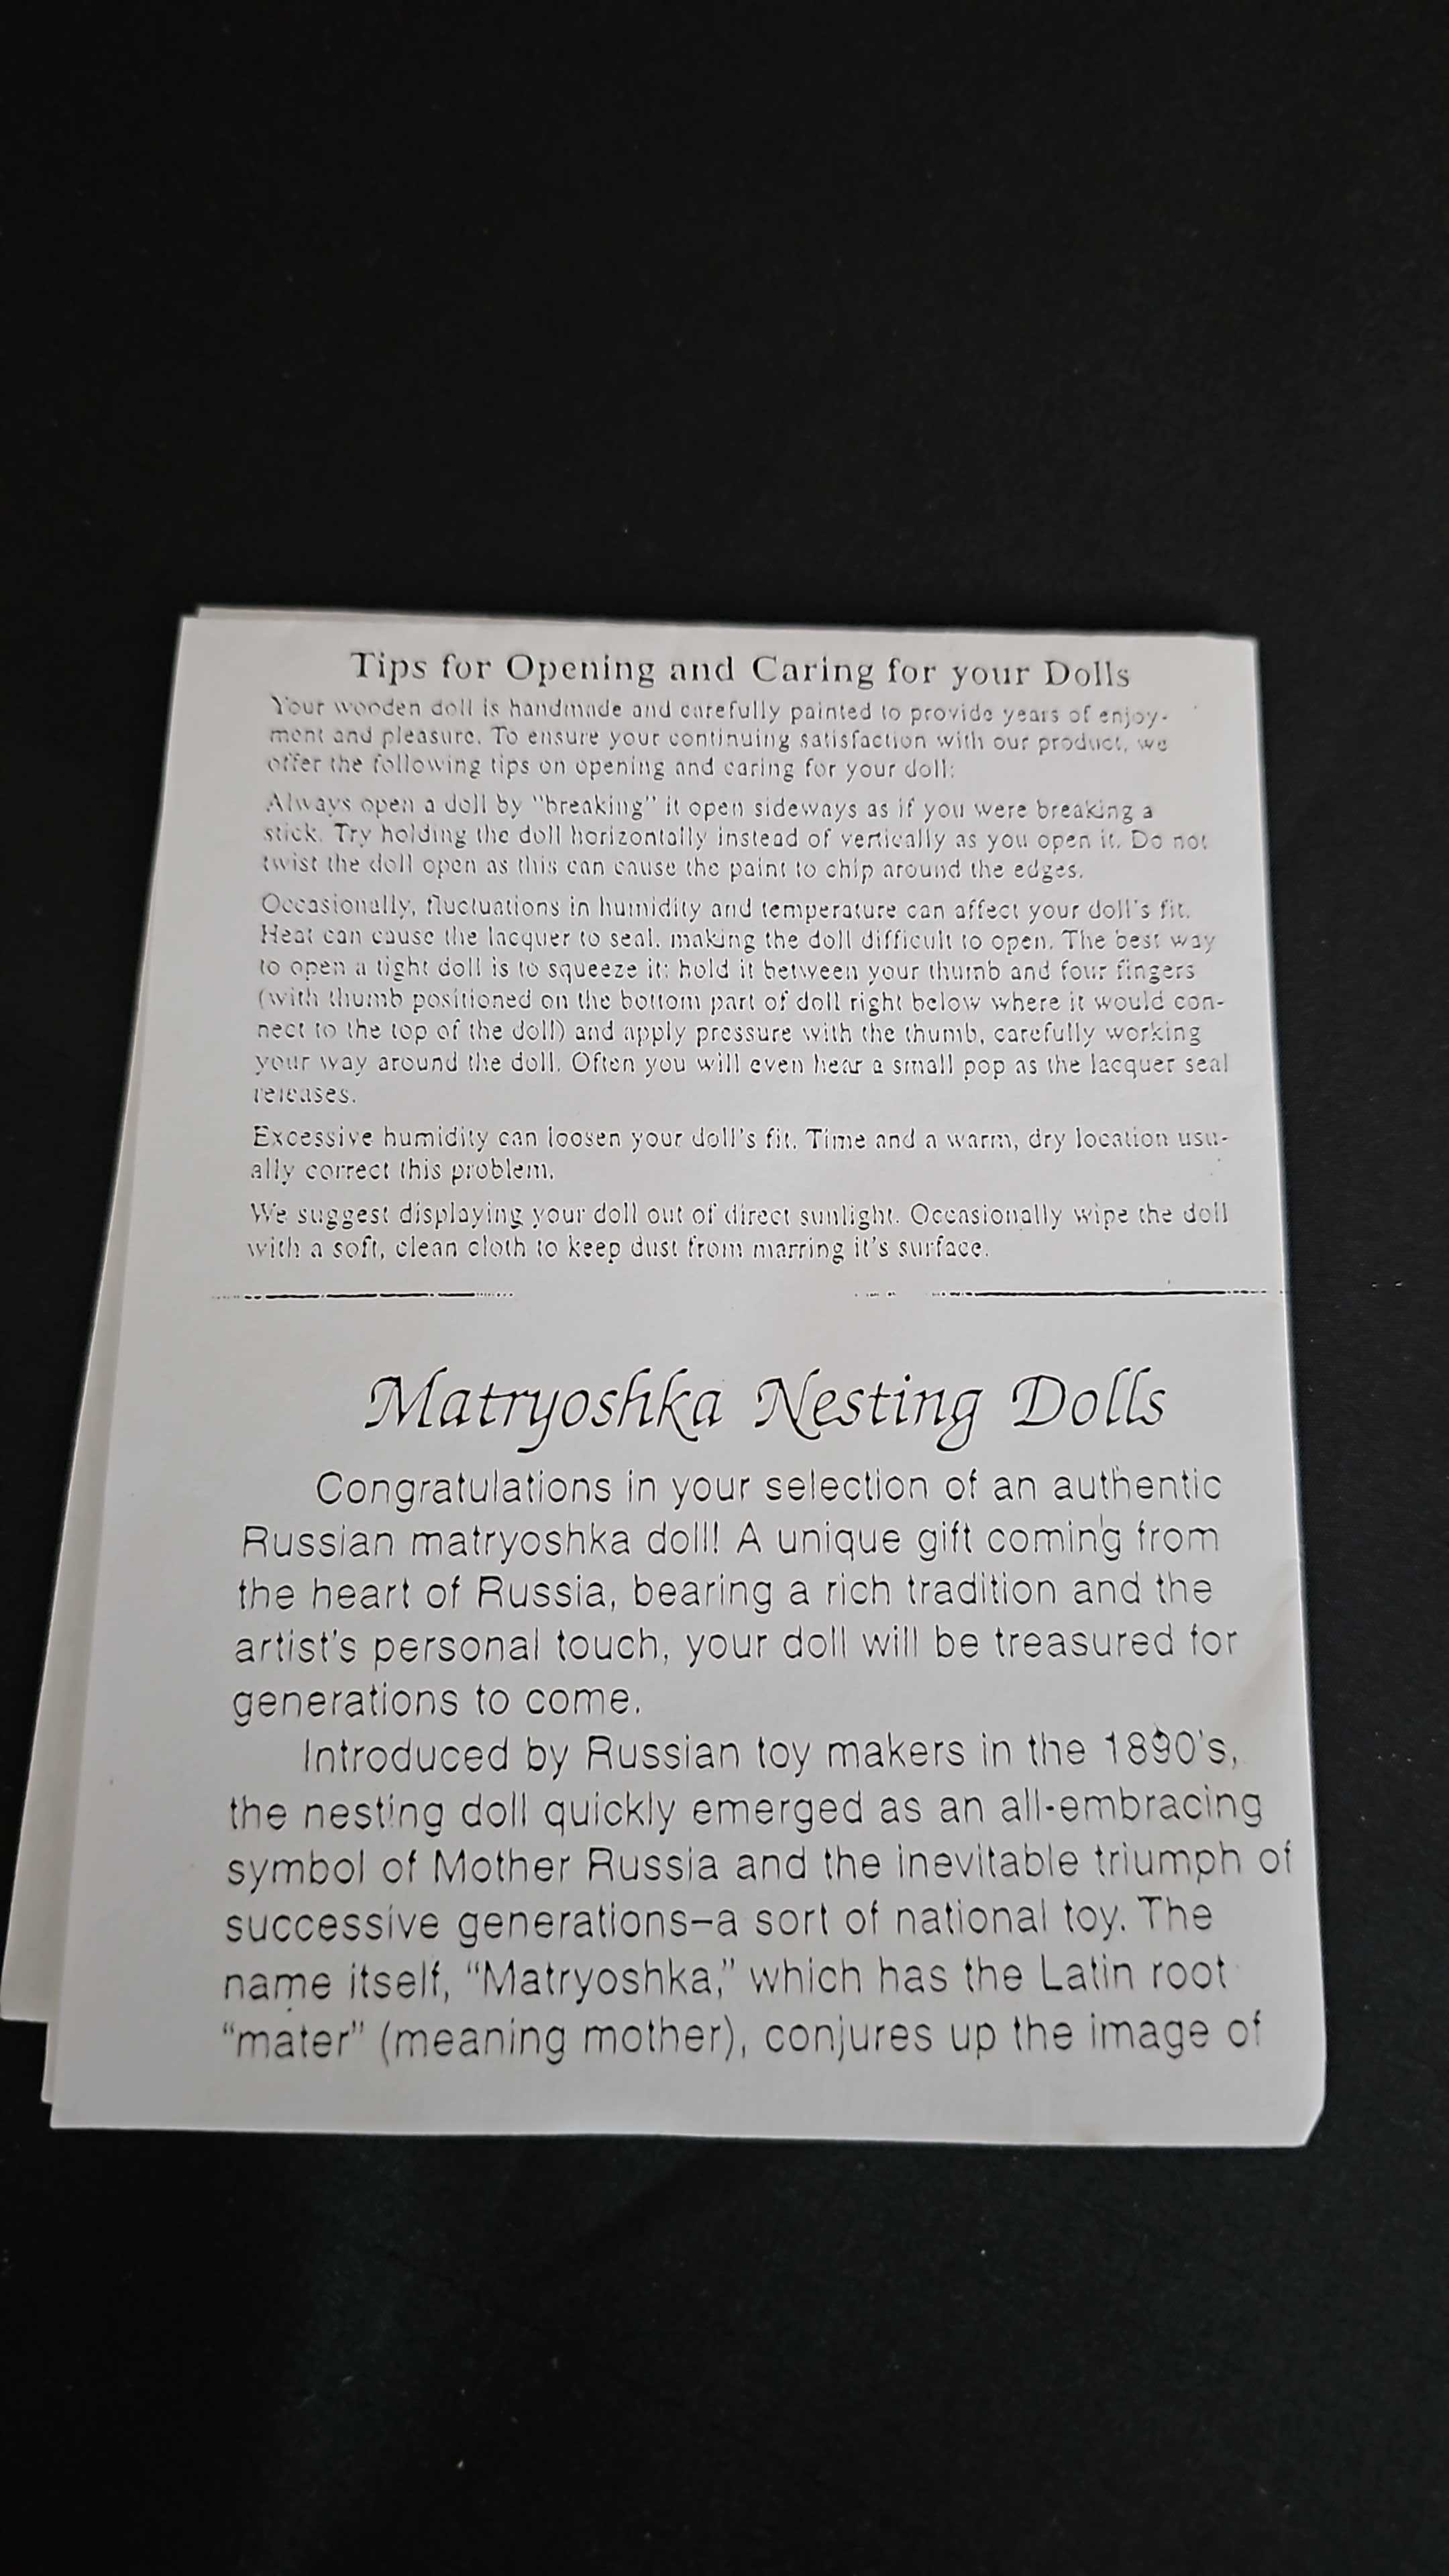 Tips for Opening and Caring for your Dolls
Your wooden doll is handmade and carefully painted to provide years of enjoy-
ment and pleasure. To ensure your continuing satisfaction with our product, we
offer the following tips on opening and caring for your doll:
Always open a doll by "breaking" it open sideways as if you were breaking a
stick. Try holding the doll horizontally instead of vertically as you open it. Do not
twist the doll open as this can cause the paint to chip around the edges.
Occasionally, fluctuations in humidity and temperature can affect your doll's fit.
Heat can cause the lacquer to seal, making the doll difficult to open. The best way
to open a tight doll is to squeeze it: hold it between your thumb and four fingers
(with thumb positioned on the bottom part of doll right below where it would con-
nect to the top of the doll) and apply pressure with the thumb, carefully working
your way around the doll. Often you will even hear a small pop as the lacquer seal
releases.
Excessive humidity can loosen your doll's fit. Time and a warm, dry location usu-
ally correct this problem.
We suggest displaying your doll out of direct sunlight. Occasionally wipe the doll
with a soft, clean cloth to keep dust from marring it's surface.
Matryoshka Nesting Dolls
Congratulations in your selection of an authentic
Russian matryoshka doll! A unique gift coming from
the heart of Russia, bearing a rich tradition and the
artist's personal touch, your doll will be treasured for
generations to come.
Introduced by Russian toy makers in the 1890's,
the nesting doll quickly emerged as an all-embracing
symbol of Mother Russia and the inevitable triumph of
successive generations–a sort of national toy. The
name itself, "Matryoshka," which has the Latin root
"mater" (meaning mother), conjures up the image of